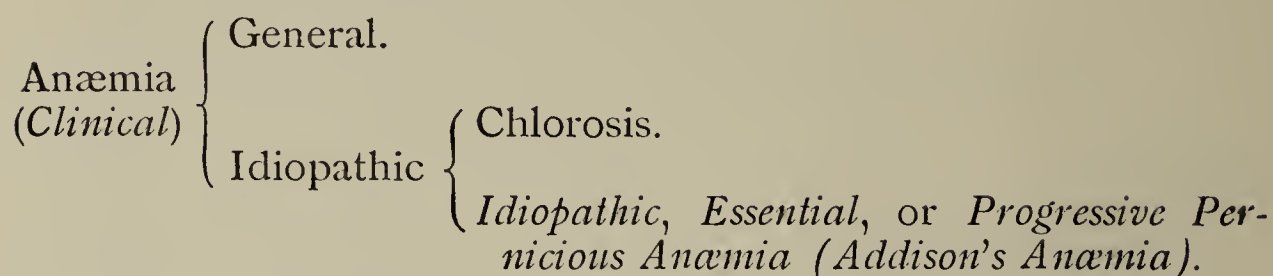 General.
Anæmia
(Clinical)
Chlorosis.
Idiopathic
Idiopathic, Essential, or Progressive Per-
nicious Anæmia (Addison's Anæmia).